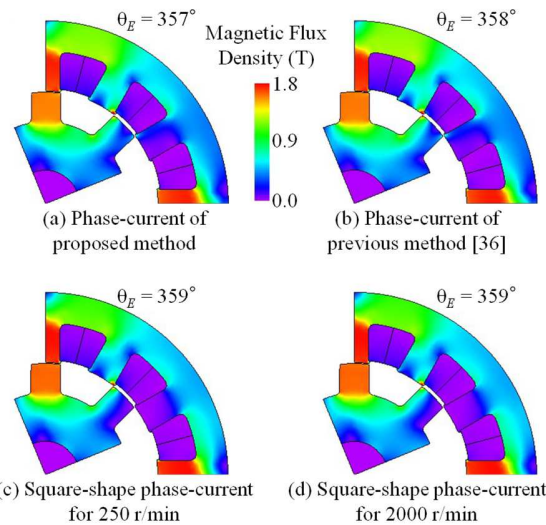 θE = 357°
Magnetic Flux
Density (T)
1.8
0.9
0.0
θE = 358°
(a) Phase-current of
proposed method
(b) Phase-current of
previous method [36]
θE = 359°
θE = 359°
(c) Square-shape phase-current
for 250 r/min
(d) Square-shape phase-current
for 2000 r/min